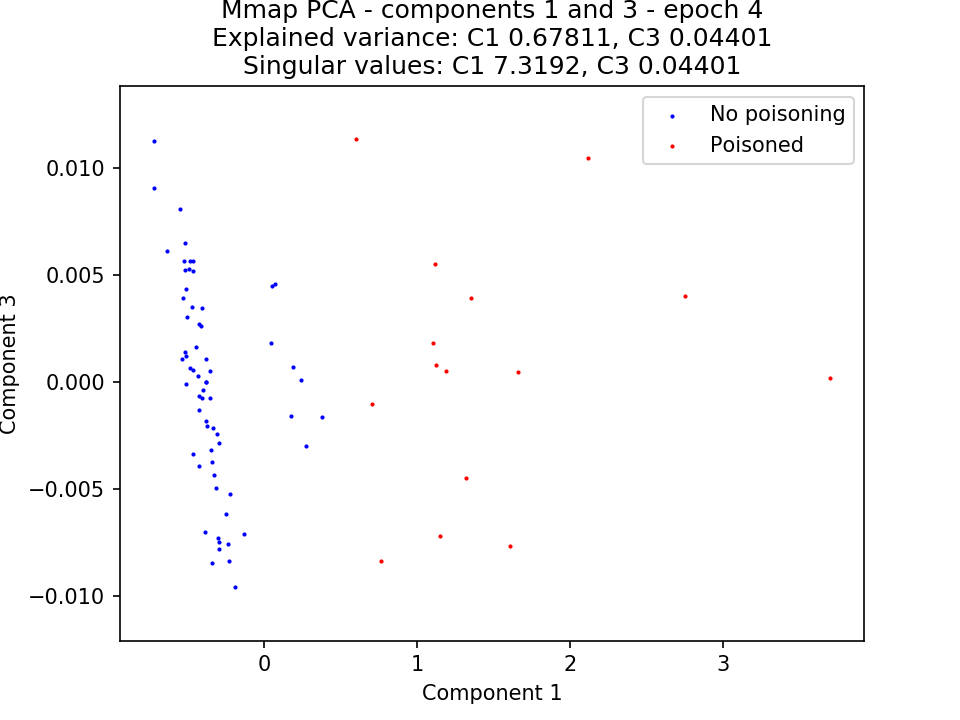 Mmap PCA - components 1 and 3 - epoch 4
Explained variance: C1 0.67811, C3 0.04401
Singular values: C1 7.3192, C3 0.04401
No poisoning
Poisoned
0.010
0.005
0.000
−0.005
−0.010
Component 3
0
1
2
3
Component 1